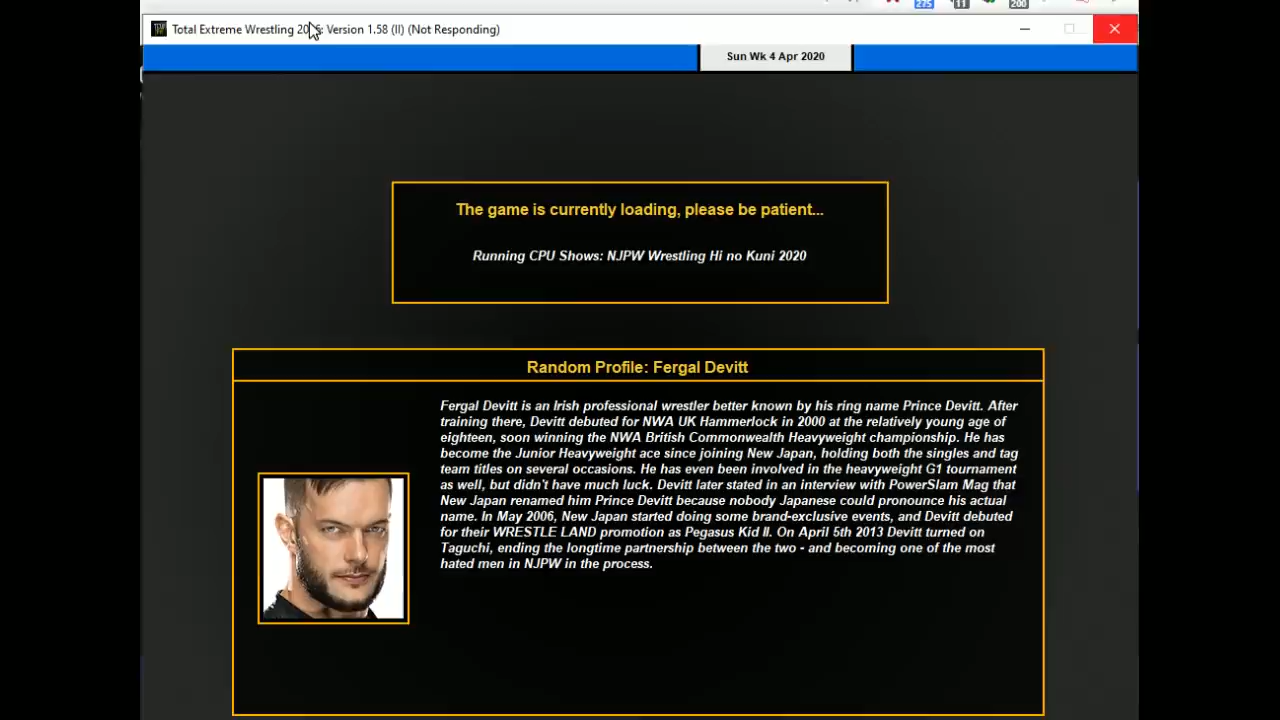 275 11 200
Total Extreme Wrestling 20 : Version 1.58 (II) (Not Responding)
Sun Wk 4 Apr 2020
The game is currently loading, please be patient...
Running CPU Shows: NJPW Wrestling Hi no Kuni 2020
Random Profile: Fergal Devitt
Fergal Devitt is an Irish professional wrestler better known by his ring name Prince Devitt. After
training there, Devitt debuted for NWA UK Hammerlock in 2000 at the relatively young age of
eighteen, soon winning the NWA British Commonwealth Heavyweight championship. He has
become the Junior Heavyweight ace since joining New Japan, holding both the singles and tag
team titles on several occasions. He has even been involved in the heavyweight G1 tournament
as well, but didn't have much luck. Devitt later stated in an interview with PowerSlam Mag that
New Japan renamed him Prince Devitt because nobody Japanese could pronounce his actual
name. In May 2006, New Japan started doing some brand-exclusive events, and Devitt debuted
for their WRESTLE LAND promotion as Pegasus Kid II. On April 5th 2013 Devitt turned on
Taguchi, ending the longtime partnership between the two - and becoming one of the most
hated men in NJPW in the process.